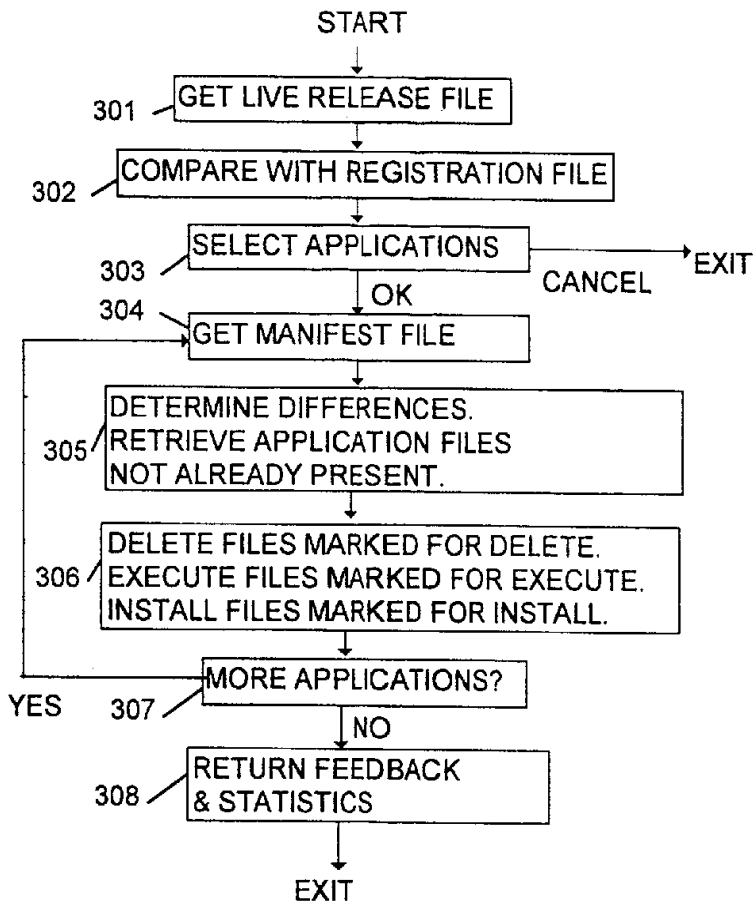 START
301
GET LIVE RELEASE FILE
302
COMPARE WITH REGISTRATION FILE
303
SELECT APPLICATIONS
CANCEL
EXIT
OK
304
GET MANIFEST FILE
305
DETERMINE DIFFERENCES.
RETRIEVE APPLICATION FILES
NOT ALREADY PRESENT.
306
DELETE FILES MARKED FOR DELETE.
EXECUTE FILES MARKED FOR EXECUTE.
INSTALL FILES MARKED FOR INSTALL.
YES
307
MORE APPLICATIONS?
NO
308
RETURN FEEDBACK
& STATISTICS
EXIT